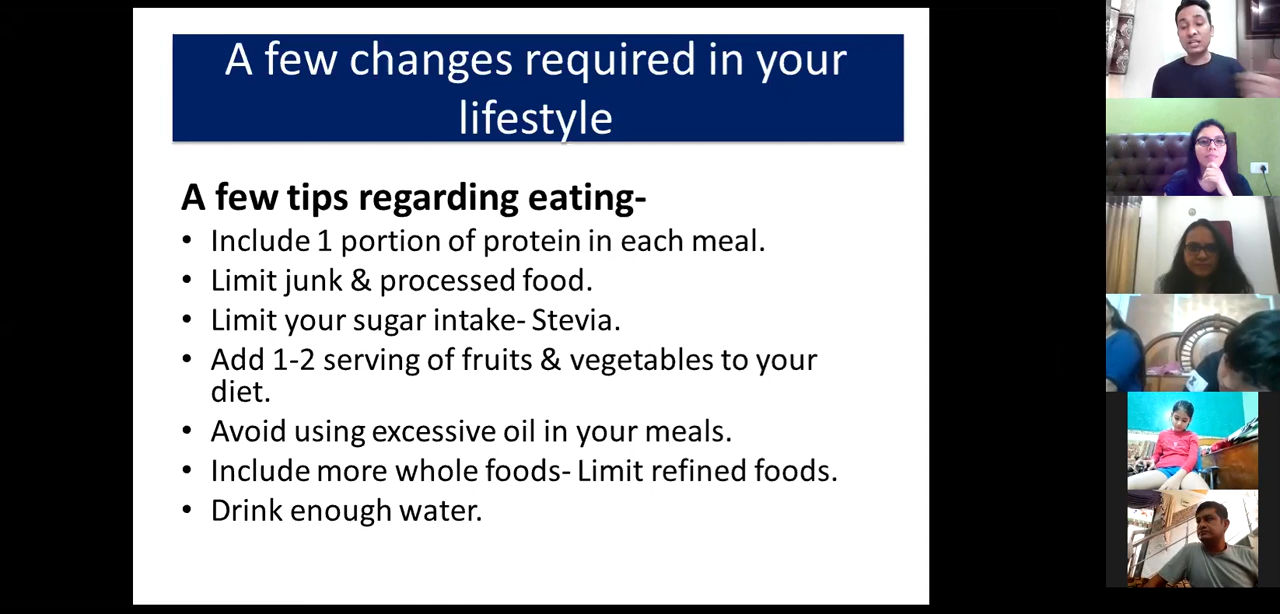 A few changes required in your
lifestyle
A few tips regarding eating-
• Include 1 portion of protein in each meal.
• Limit junk & processed food.
• Limit your sugar intake- Stevia.
• Add 1-2 serving of fruits & vegetables to your
diet.
• Avoid using excessive oil in your meals.
• Include more whole foods- Limit refined foods.
• Drink enough water.